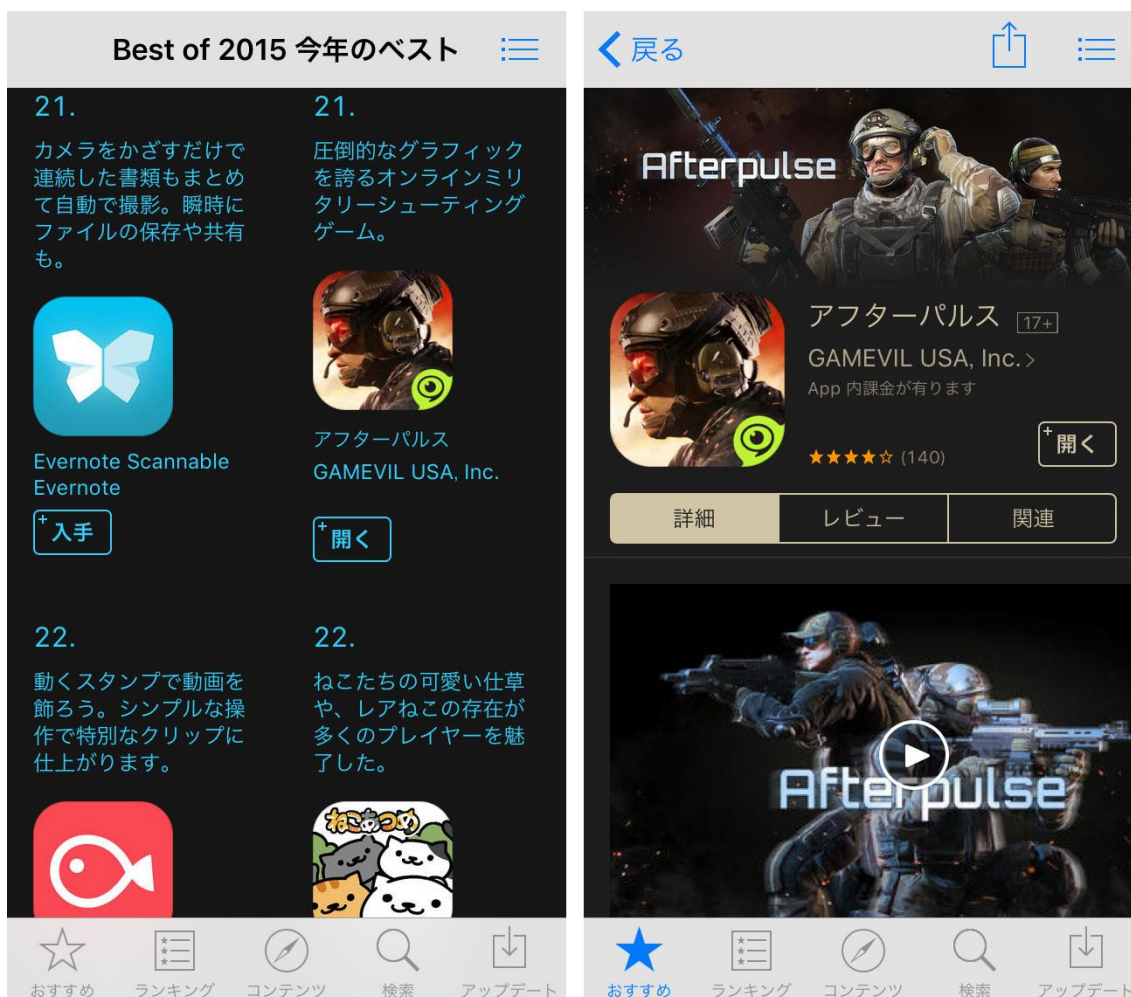 Best of 2015 今年のベスト
21.
カメラをかざすだけで
連続した書類もまとめ
て自動で撮影。瞬時に
ファイルの保存や共有
も。
Evernote Scannable
Evernote
+入手
21.
圧倒的なグラフィック
を誇るオンラインミリ
タリーシューティング
ゲーム。
アフターパルス
GAMEVIL USA, Inc.
+開く
22.
動くスタンプで動画を
飾ろう。シンプルな操
作で特別なクリップに
仕上がります。
22.
ねこたちの可愛い仕草
や、レアねこの存在が
多くのプレイヤーを魅
了した。
ねこあつめ
おすすめ ランキング コンテンツ 検索 アップデート
戻る
Afterpulse
アフターパルス 17+
GAMEVIL USA, Inc. >
App 内課金が有ります
★★★★☆ (140)
+開く
詳細 レビュー 関連
Afterpulse
おすすめ ランキング コンテンツ 検索 アップデート